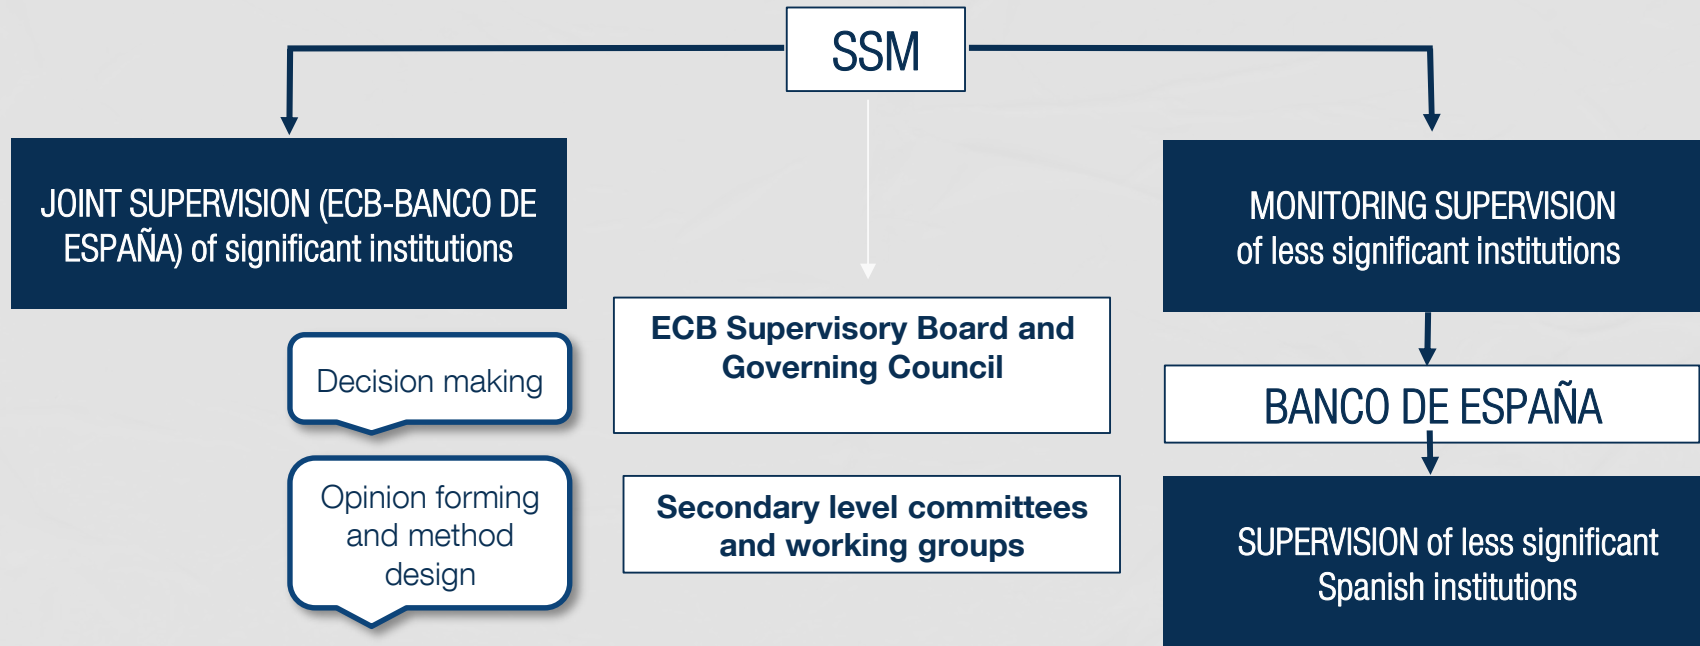 SSM
JOINT SUPERVISION (ECB-BANCO DE
ESPAÑA) of significant institutions
MONITORING SUPERVISION
of less significant institutions
ECB Supervisory Board and
Governing Council
Decision making
BANCO DE ESPAÑA
Opinion forming
and method
design
Secondary level committees
and working groups
SUPERVISION of less significant
Spanish institutions